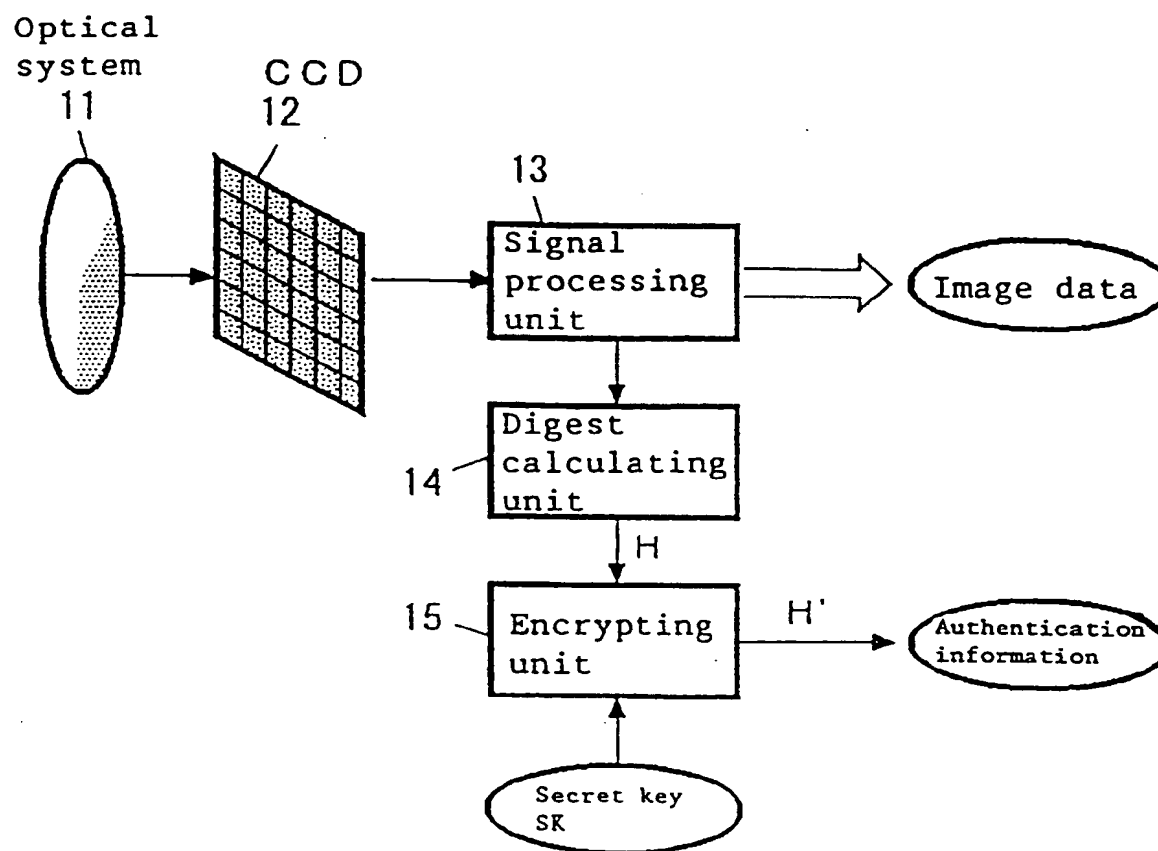 Optical
system
11
CCD
12
13
Signal
processing
unit
Image data
Digest
calculating
unit
14
H
15
Encrypting
unit
H'
Authentication
information
Secret key
SK